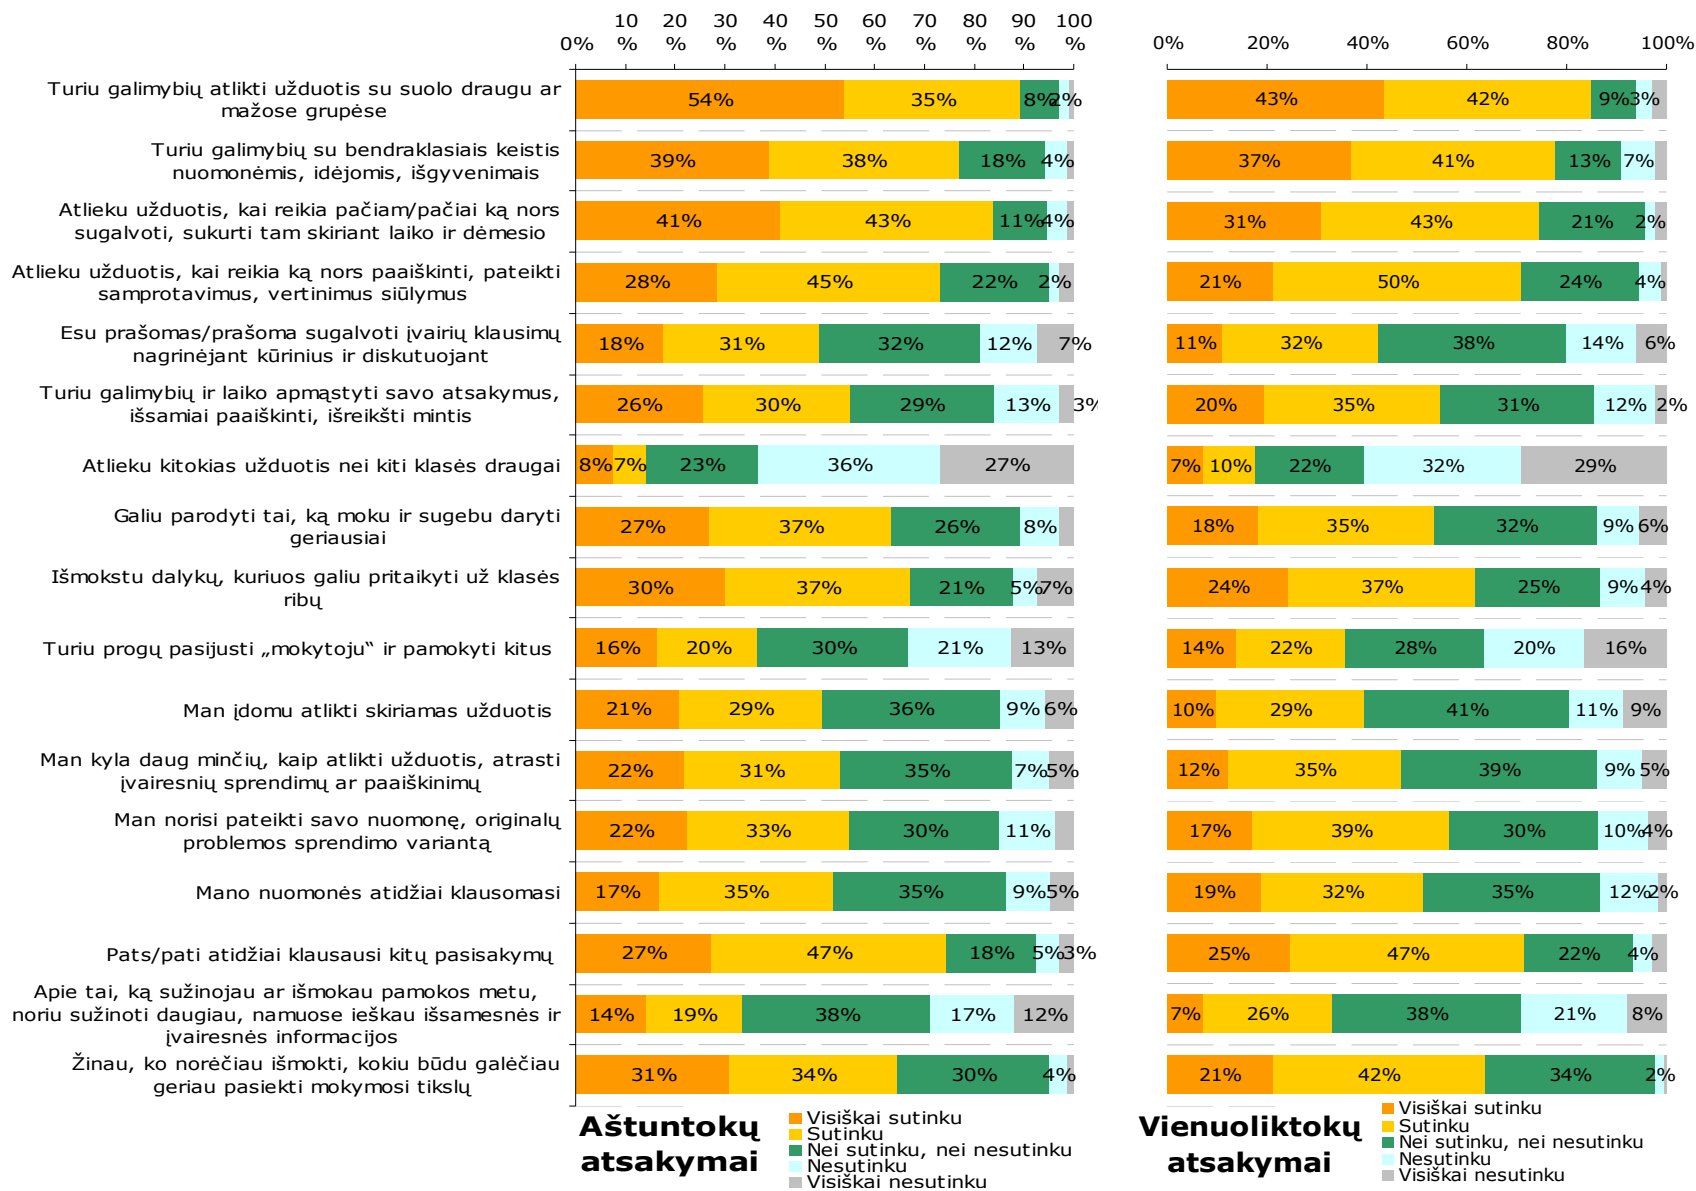 10 20 30 40 50 60 70 80 90 100
0% % % % % % % % % % %
0% 20% 40% 60% 80% 100%
Turiu galimybių atlikti užduotis su suolo draugu ar
mažose grupėse
54% 35% 8% 2%
43% 42% 9% 3%
Turiu galimybių su bendraklasiais keistis
nuomonėmis, idėjomis, išgyvenimais
39% 38% 18% 4%
37% 41% 13% 7%
Atlieku užduotis, kai reikia pačiam/pačiai ką nors
sugalvoti, sukurti tam skiriant laiko ir dėmesio
41% 43% 11% 4%
31% 43% 21% 2%
Atlieku užduotis, kai reikia ką nors paaiškinti, pateikti
samprotavimus, vertinimus siūlymus
28% 45% 22% 2%
21% 50% 24% 4%
Esu prašomas/prašoma sugalvoti įvairių klausimų
nagrinėjant kūrinius ir diskutuojant
18% 31% 32% 12% 7%
11% 32% 38% 14% 6%
Turiu galimybių ir laiko apmąstyti savo atsakymus,
išsamiai paaiškinti, išreikšti mintis
26% 30% 29% 13% 3%
20% 35% 31% 12% 2%
Atlieku kitokias užduotis nei kiti klasės draugai
8% 7% 23% 36% 27%
7% 10% 22% 32% 29%
Galiu parodyti tai, ką moku ir sugebu daryti
geriausiai
27% 37% 26% 8%
18% 35% 32% 9% 6%
Išmokstu dalykų, kuriuos galiu pritaikyti už klasės
ribų
30% 37% 21% 5% 7%
24% 37% 25% 9% 4%
Turiu progų pasijusti „mokytoju“ ir pamokyti kitus
16% 20% 30% 21% 13%
14% 22% 28% 20% 16%
Man įdomu atlikti skiriamas užduotis
21% 29% 36% 9% 6%
10% 29% 41% 11% 9%
Man kyla daug minčių, kaip atlikti užduotis, atrasti
įvairesnių sprendimų ar paaiškinimų
22% 31% 35% 7% 5%
12% 35% 39% 9% 5%
Man norisi pateikti savo nuomonę, originalų
problemos sprendimo variantą
22% 33% 30% 11%
17% 39% 30% 10% 4%
Mano nuomonės atidžiai klausomasi
17% 35% 35% 9% 5%
19% 32% 35% 12% 2%
Pats/pati atidžiai klausausi kitų pasisakymų
27% 47% 18% 5% 3%
25% 47% 22% 4%
Apie tai, ką sužinojau ar išmokau pamokos metu,
noriu sužinoti daugiau, namuose ieškau išsamesnės ir
įvairesnės informacijos
14% 19% 38% 17% 12%
7% 26% 38% 21% 8%
Žinau, ko norėčiau išmokti, kokiu būdu galėčiau
geriau pasiekti mokymosi tikslų
31% 34% 30% 4%
21% 42% 34% 2%
Aštuntokų
atsakymai
Visiškai sutinku
Sutinku
Nei sutinku, nei nesutinku
Nesutinku
Visiškai nesutinku
Vienuoliktokų
atsakymai
Visiškai sutinku
Sutinku
Nei sutinku, nei nesutinku
Nesutinku
Visiškai nesutinku